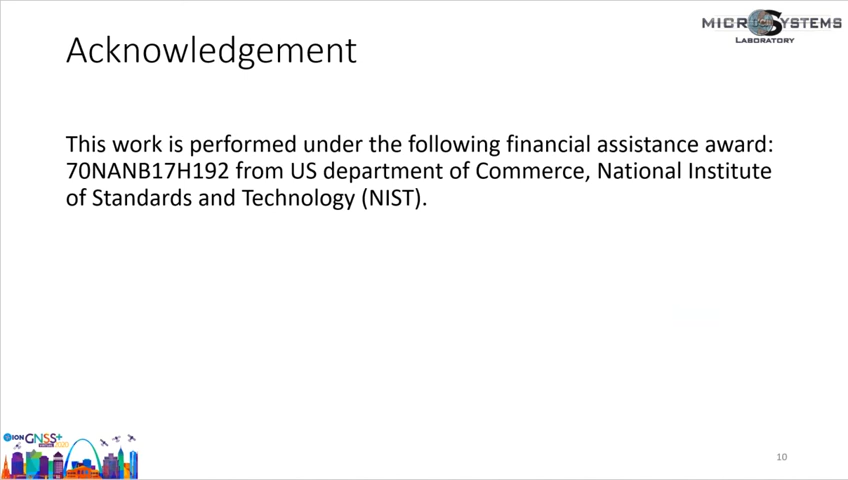 MICROSYSTEMS
LABORATORY
Acknowledgement
This work is performed under the following financial assistance award:
70NANB17H192 from US department of Commerce, National Institute
of Standards and Technology (NIST).
ION GNSS+
10